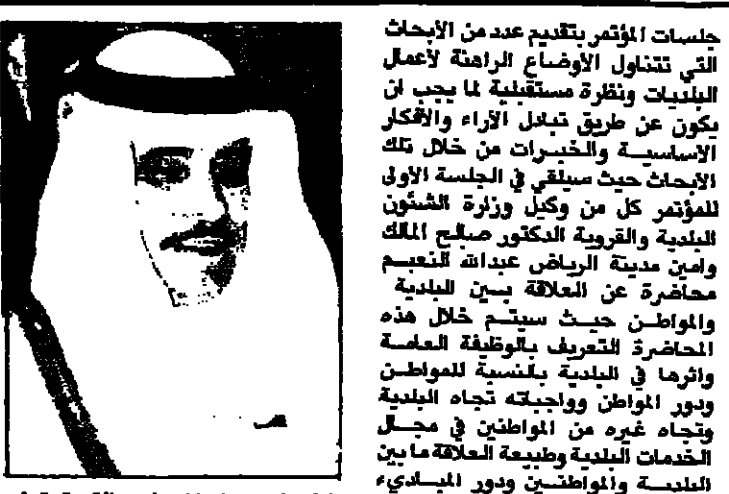 جلسات المؤتمر بتقديم عدد من الأبحاث
التي تتناول الأوضاع الراهنة لأعمال
البلديات ونظرة مستقبلية لما يجب ان
يكون عن طريق تبادل الآراء والأفكار
الاساسية والخبرات من خلال تلك
الأبحاث حيث سيلقي في الجلسة الأولى
للمؤتمر كل من وكيل وزارة الشئون
البلدية والقروية الدكتور صالح المالك
وامين مدينة الرياض عبدالله النعيم
محاضرة عن العلاقة بين البلدية
والمواطن حيث سيتم خلال هذه
المحاضرة التعريف بالوظيفة العامة
واثرها في البلدية بالنسبة للمواطن
ودور المواطن وواجباته تجاه البلدية
وتجاه غيره من المواطنين في مجال
الخدمات البلدية وطبيعة العلاقة ما بين
البلدية والمواطنين ودور المباديء